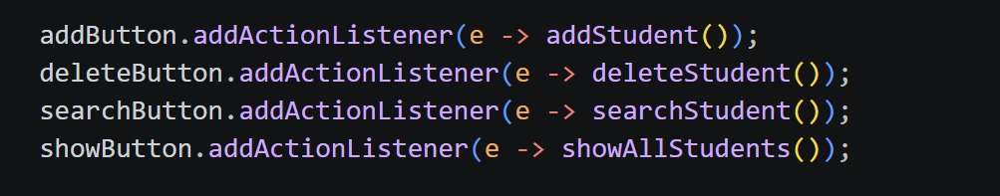 addButton.addActionListener(e -> addStudent());
deleteButton.addActionListener(e -> deleteStudent());
searchButton.addActionListener(e -> searchStudent());
showButton.addActionListener(e -> showAllStudents());